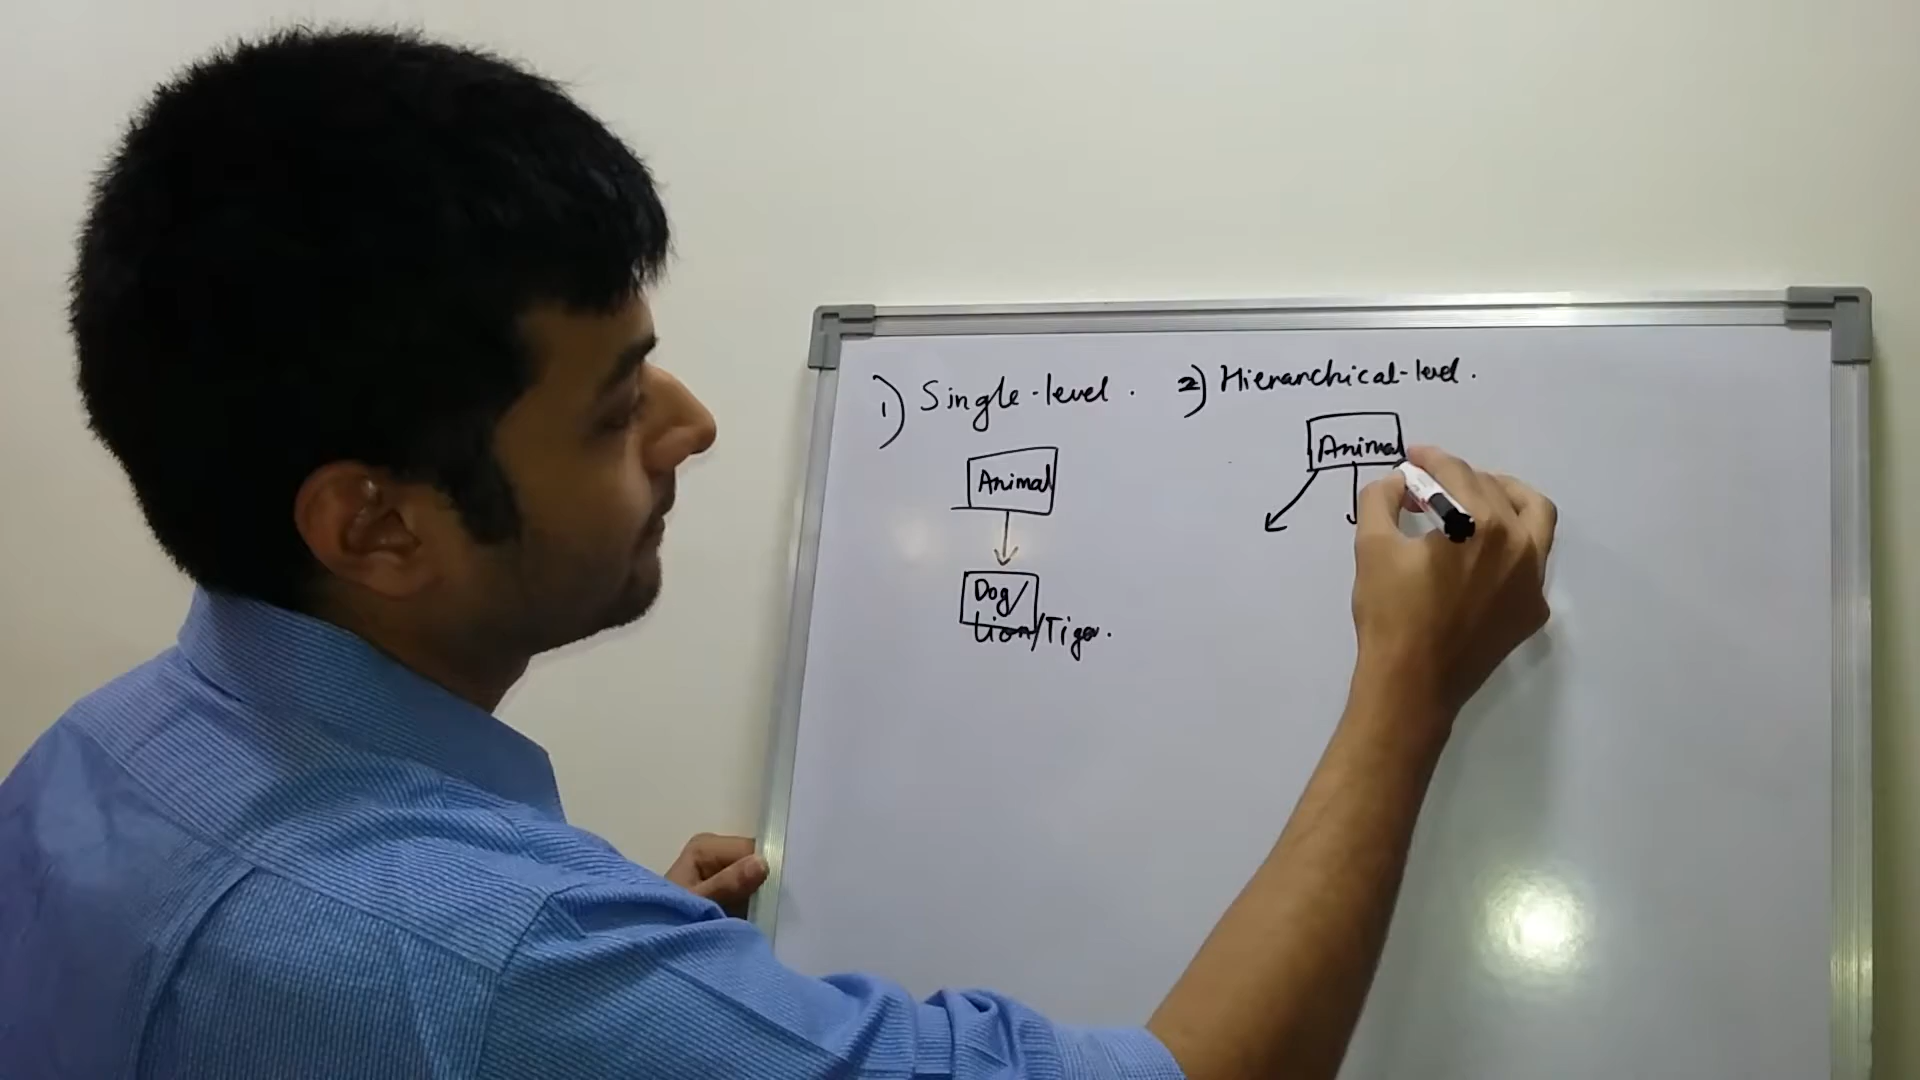 1) Single-level.
Animal
Dog/
Lion/Tiger.
2) Hierarchical-level.
Animal